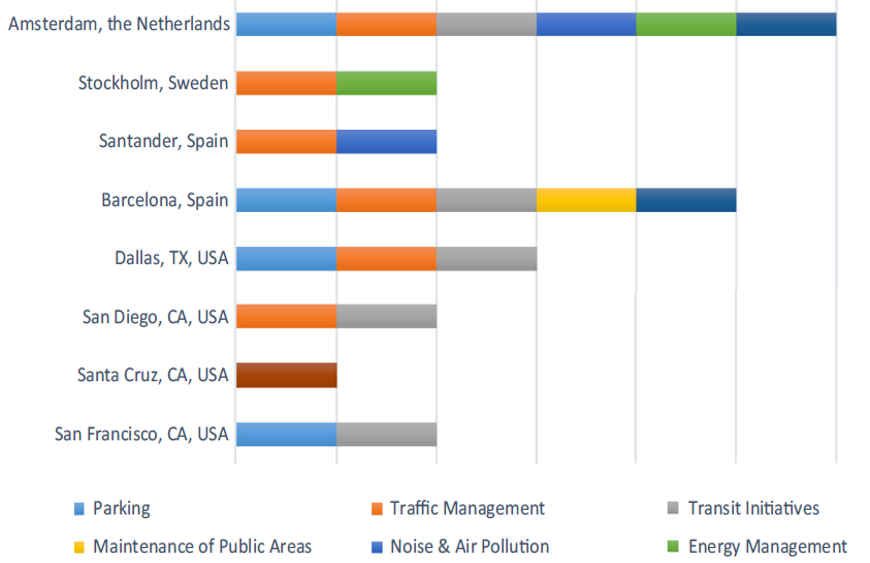 Amsterdam, the Netherlands
Stockholm, Sweden
Santander, Spain
Barcelona, Spain
Dallas, TX, USA
San Diego, CA, USA
Santa Cruz, CA, USA
San Francisco, CA, USA
Parking Traffic Management Transit Initiatives
Maintenance of Public Areas Noise & Air Pollution Energy Management